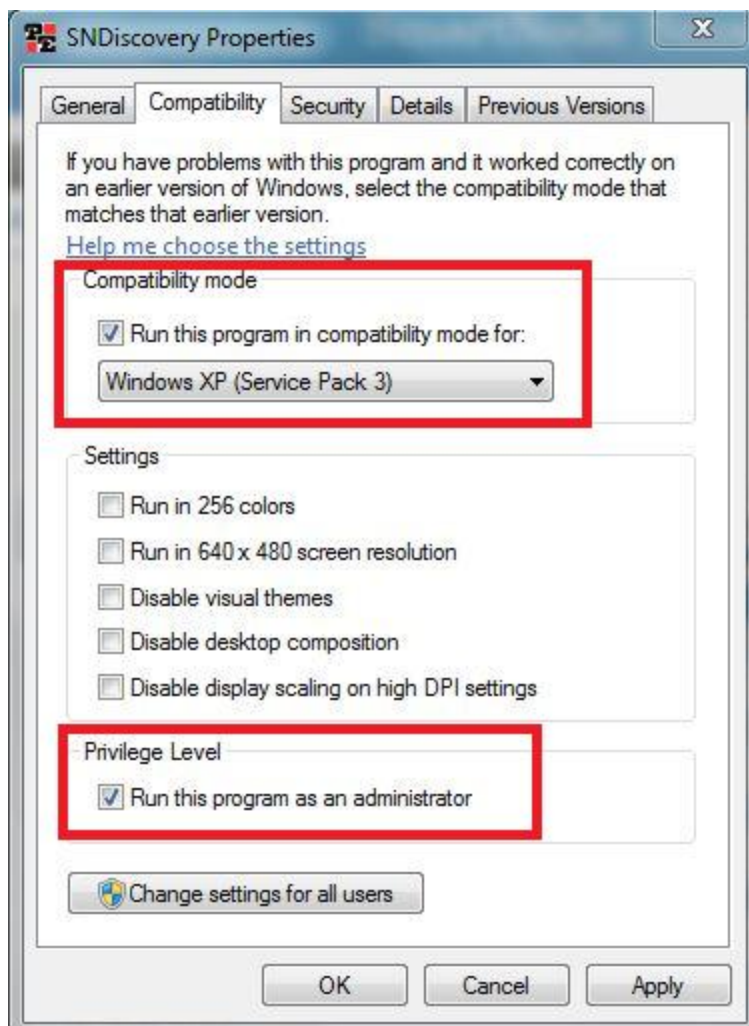 SNDiscovery Properties
General Compatibility Security Details Previous Versions
If you have problems with this program and it worked correctly on
an earlier version of Windows, select the compatibility mode that
matches that earlier version.
Help me choose the settings
Compatibility mode
Run this program in compatibility mode for:
Windows XP (Service Pack 3)
Settings
Run in 256 colors
Run in 640 x 480 screen resolution
Disable visual themes
Disable desktop composition
Disable display scaling on high DPI settings
Privilege Level
Run this program as an administrator
Change settings for all users
OK Cancel Apply